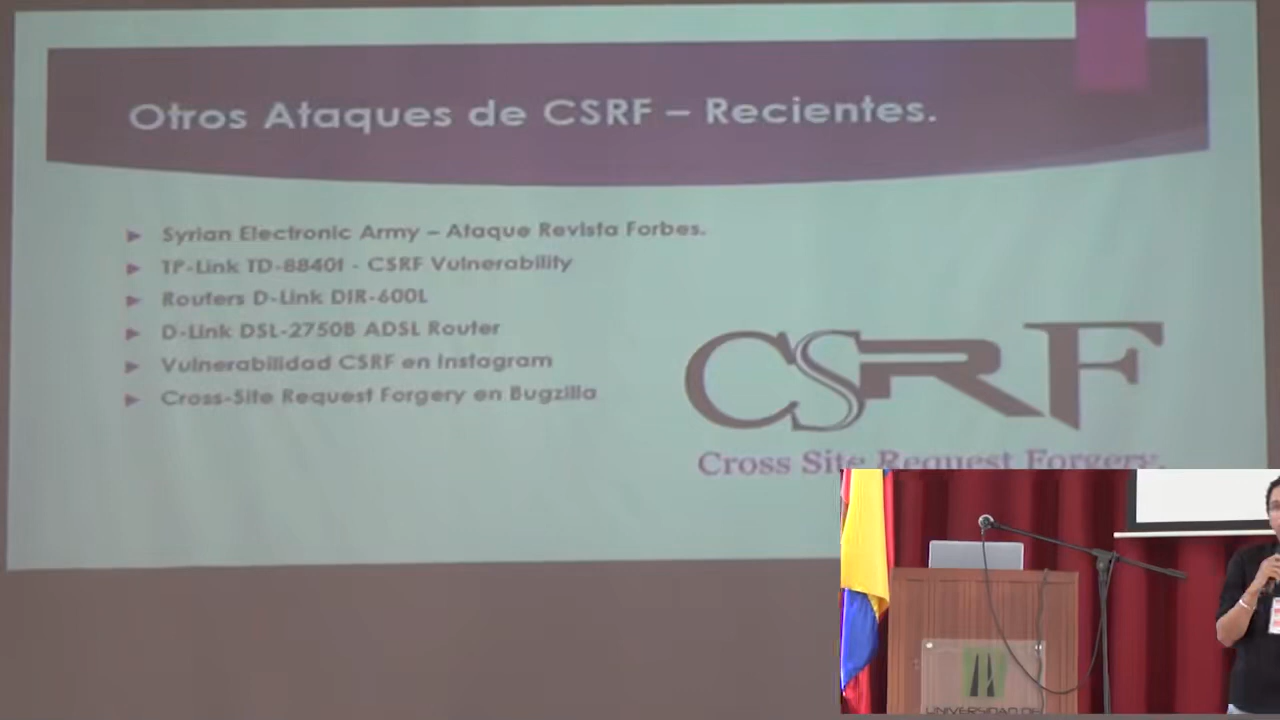 Otros Ataques de CSRF – Recientes.
Syrian Electronic Army – Ataque Revista Forbes.
TP-Link TD-8840t - CSRF Vulnerability
Routers D-Link DIR-600L
D-Link DSL-2750B ADSL Router
Vulnerabilidad CSRF en Instagram
Cross-Site Request Forgery en Bugzilla
CSRF
Cross Site Request Forgery.
UNIVERSIDAD DE